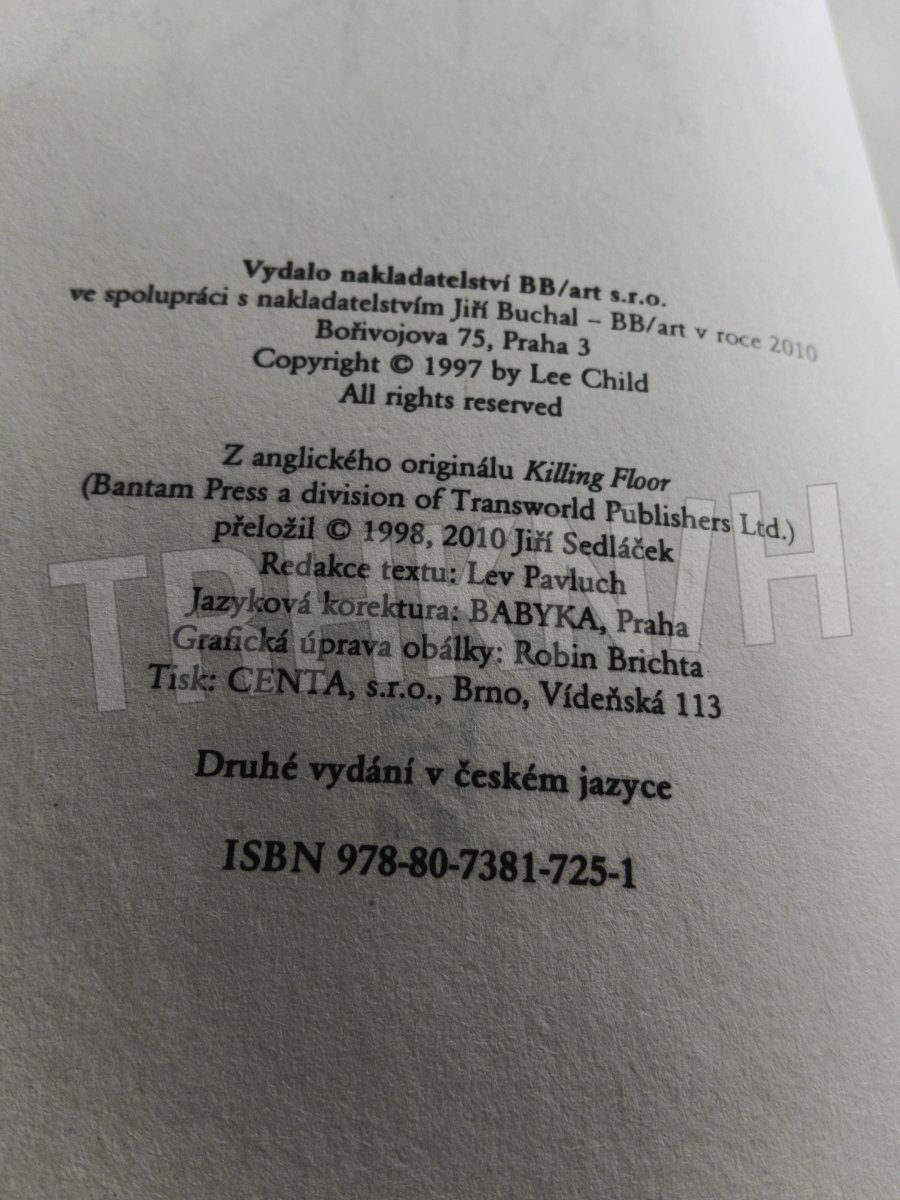 Vydalo nakladatelství BB/art s.r.o.
ve spolupráci s nakladatelstvím Jiří Buchal – BB/art v roce 2010
Bořivojova 75, Praha 3
Copyright © 1997 by Lee Child
All rights reserved
Z anglického originálu Killing Floor
(Bantam Press a division of Transworld Publishers Ltd.)
přeložil © 1998, 2010 Jiří Sedláček
Redakce textu: Lev Pavluch
Jazyková korektura: BABYKA, Praha
Grafická úprava obálky: Robin Brichta
Tisk: CENTA, s.r.o., Brno, Vídeňská 113
Druhé vydání v českém jazyce
ISBN 978-80-7381-725-1